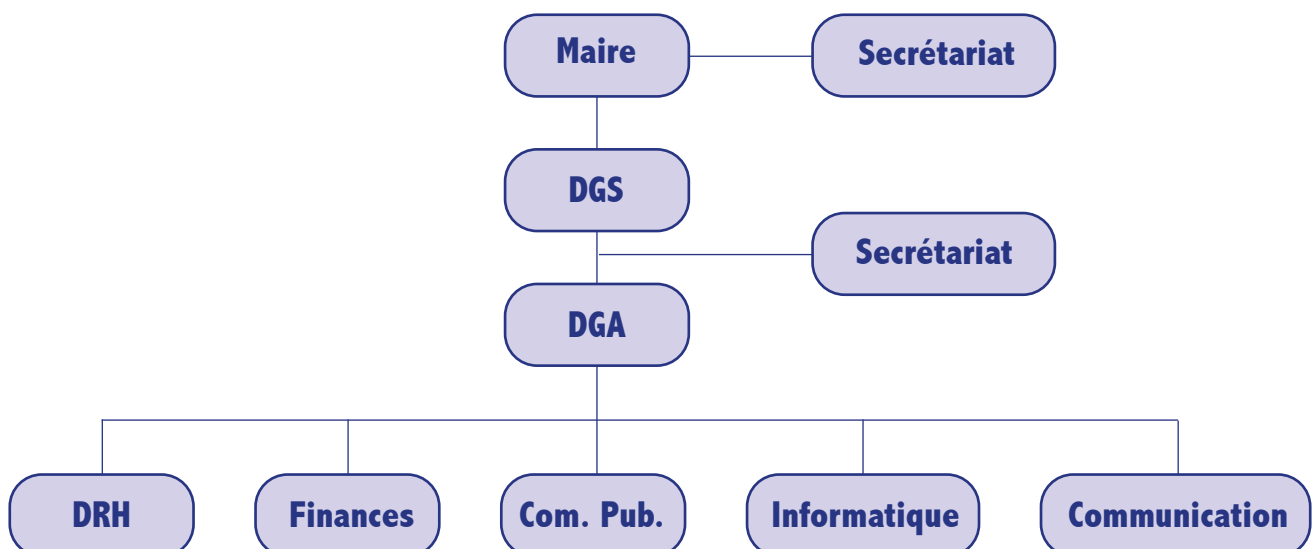 Maire
Secrétariat
DGS
Secrétariat
DGA
DRH
Finances
Com. Pub.
Informatique
Communication